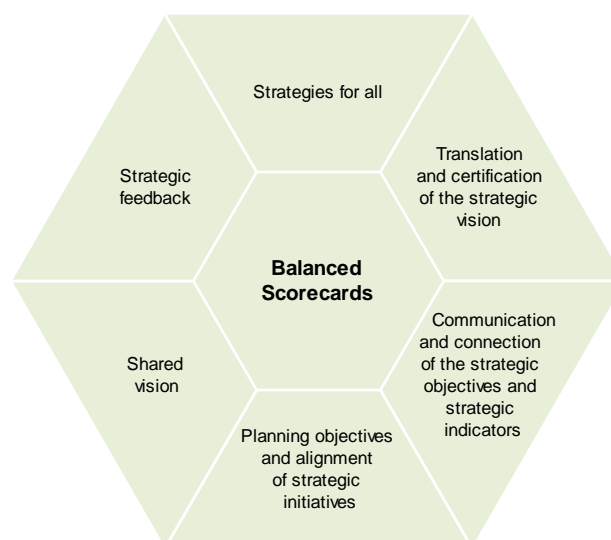 Strategies for all
Translation
and certification
of the strategic
vision
Communication
and connection
of the strategic
objectives and
strategic
indicators
Planning objectives
and alignment
of strategic
initiatives
Shared
vision
Strategic
feedback
Balanced
Scorecards